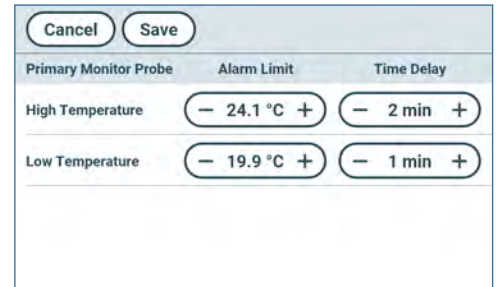 Cancel Save
Primary Monitor Probe Alarm Limit Time Delay
High Temperature − 24.1 °C + − 2 min +
Low Temperature − 19.9 °C + − 1 min +